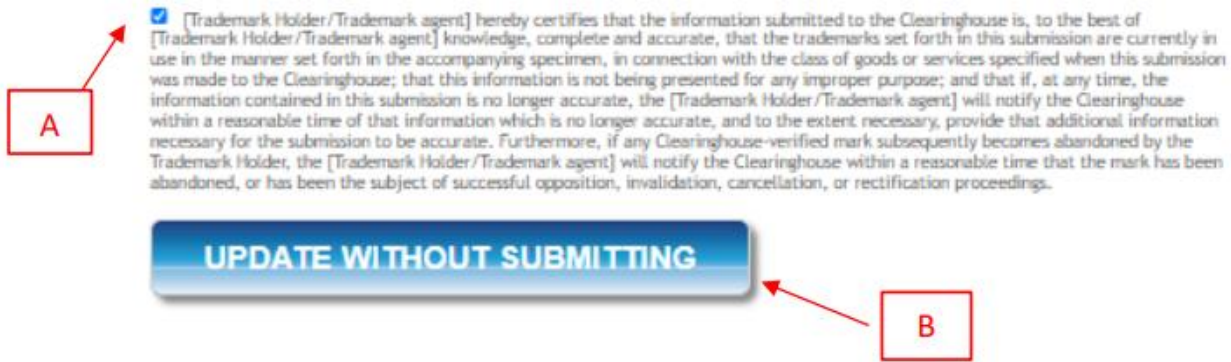 [Trademark Holder/Trademark agent] hereby certifies that the information submitted to the Clearinghouse is, to the best of
[Trademark Holder/Trademark agent] knowledge, complete and accurate, that the trademarks set forth in this submission are currently in
use in the manner set forth in the accompanying specimen, in connection with the class of goods or services specified when this submission
was made to the Clearinghouse; that this information is not being presented for any improper purpose; and that if, at any time, the
information contained in this submission is no longer accurate, the [Trademark Holder/Trademark agent] will notify the Clearinghouse
within a reasonable time of that information which is no longer accurate, and to the extent necessary, provide that additional information
necessary for the submission to be accurate. Furthermore, if any Clearinghouse-verified mark subsequently becomes abandoned by the
Trademark Holder, the [Trademark Holder/Trademark agent] will notify the Clearinghouse within a reasonable time that the mark has been
abandoned, or has been the subject of successful opposition, invalidation, cancellation, or rectification proceedings.
A
UPDATE WITHOUT SUBMITTING
B